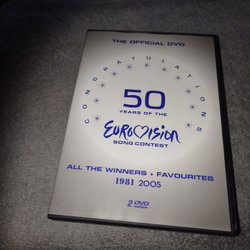 THE OFFICIAL DVD
CONGRATULATIONS
50
YEARS OF THE
EUROVISION
SONG CONTEST
ALL THE WINNERS + FAVOURITES
1981 2005
2 DVD